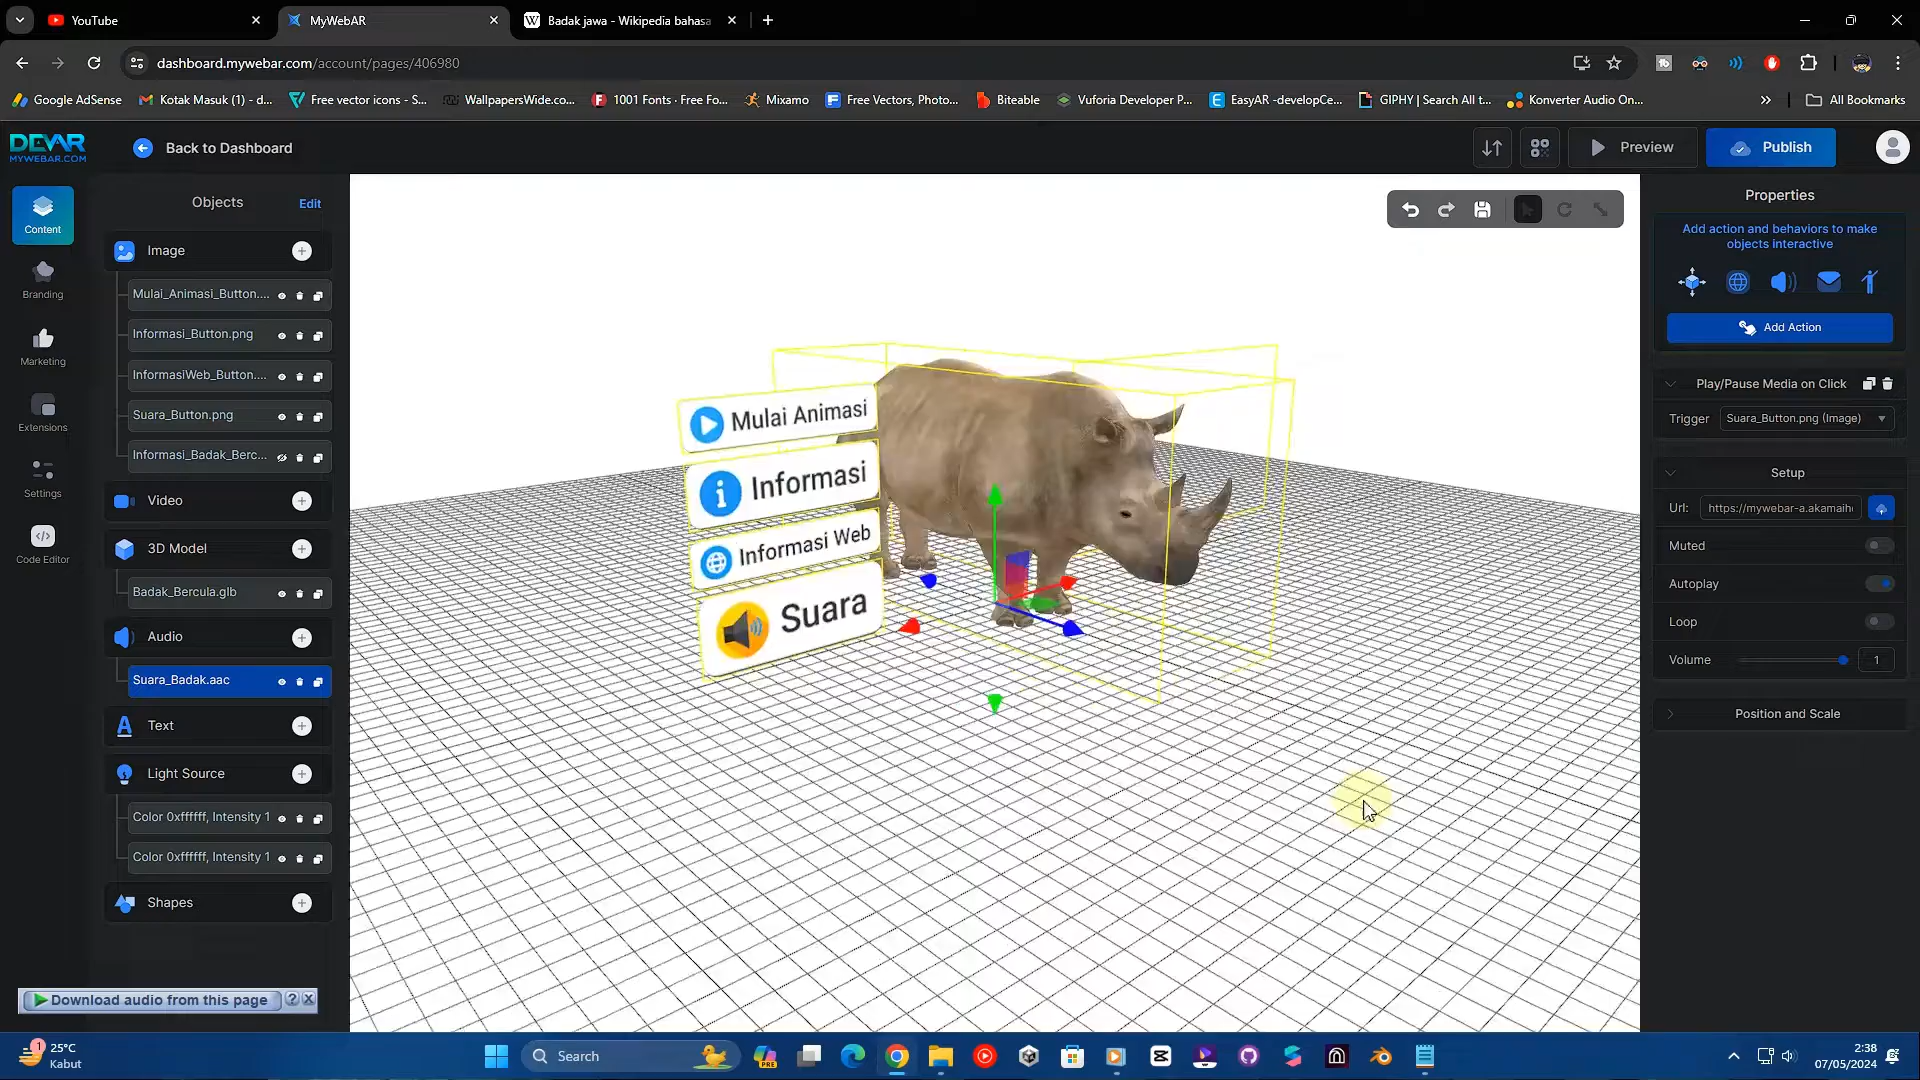 YouTube
MyWebAR
Badak jawa - Wikipedia bahasa
dashboard.mywebar.com/account/pages/406980
Google AdSense
Kotak Masuk (1) - d...
Free vector icons - S...
WallpapersWide.co...
1001 Fonts · Free Fo...
Mixamo
Free Vectors, Photo...
Biteable
Vuforia Developer P...
EasyAR -developCe...
GIPHY | Search All t...
Konverter Audio On...
All Bookmarks
DEVAR
MYWEBAR.COM
Back to Dashboard
Preview
Publish
Content
Branding
Marketing
Extensions
Settings
Code Editor
Objects
Edit
Image
Mulai_Animasi_Button....
Informasi_Button.png
InformasiWeb_Button....
Suara_Button.png
Informasi_Badak_Berc...
Video
3D Model
Badak_Bercula.glb
Audio
Suara_Badak.aac
Text
Light Source
Color 0xffffff, Intensity 1
Color 0xffffff, Intensity 1
Shapes
Download audio from this page
Mulai Animasi
Informasi
Informasi Web
Suara
Properties
Add action and behaviors to make
objects interactive
Add Action
Play/Pause Media on Click
Trigger
Suara_Button.png (Image)
Setup
Url:
https://mywebar-a.akamaih
Muted
Autoplay
Loop
Volume
1
Position and Scale
1
25°C
Kabut
Search
PRE
2:38
07/05/2024